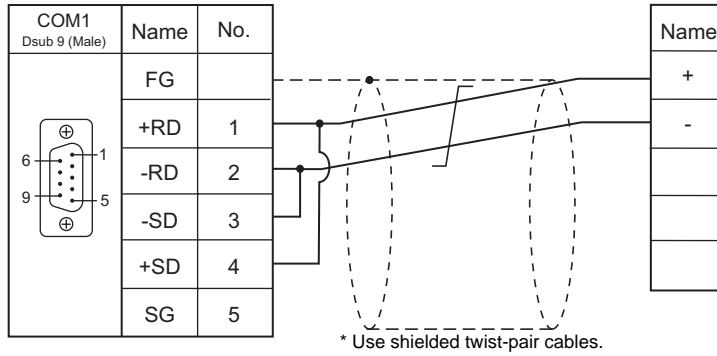 COM1
Dsub 9 (Male)
Name No.
FG
+RD 1
-RD 2
-SD 3
+SD 4
SG 5
6 1
9 5
Name
+
-
* Use shielded twist-pair cables.